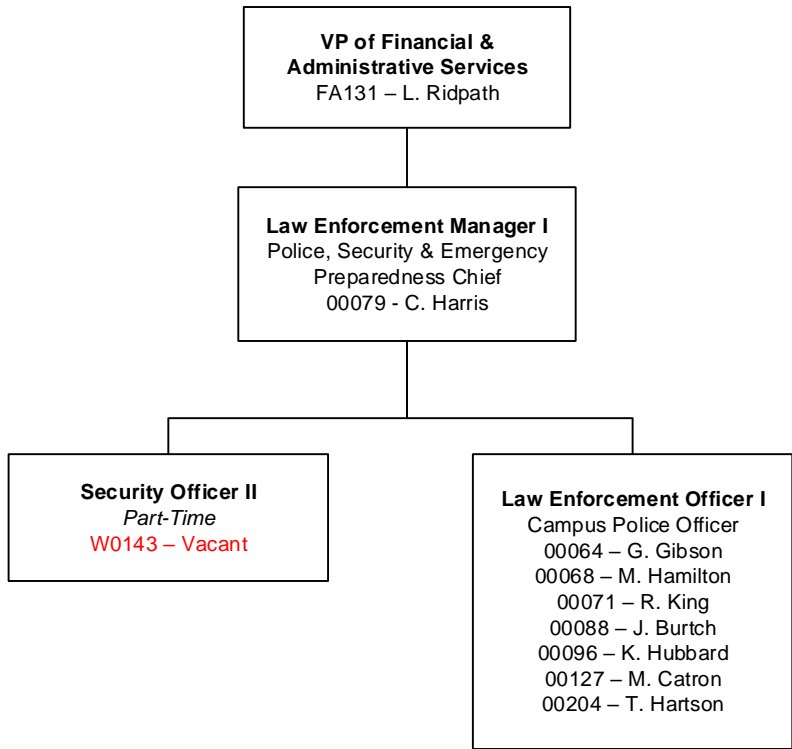 VP of Financial &
Administrative Services
FA131 – L. Ridpath
Law Enforcement Manager I
Police, Security & Emergency
Preparedness Chief
00079 - C. Harris
Security Officer II
Part-Time
W0143 – Vacant
Law Enforcement Officer I
Campus Police Officer
00064 – G. Gibson
00068 – M. Hamilton
00071 – R. King
00088 – J. Burtch
00096 – K. Hubbard
00127 – M. Catron
00204 – T. Hartson